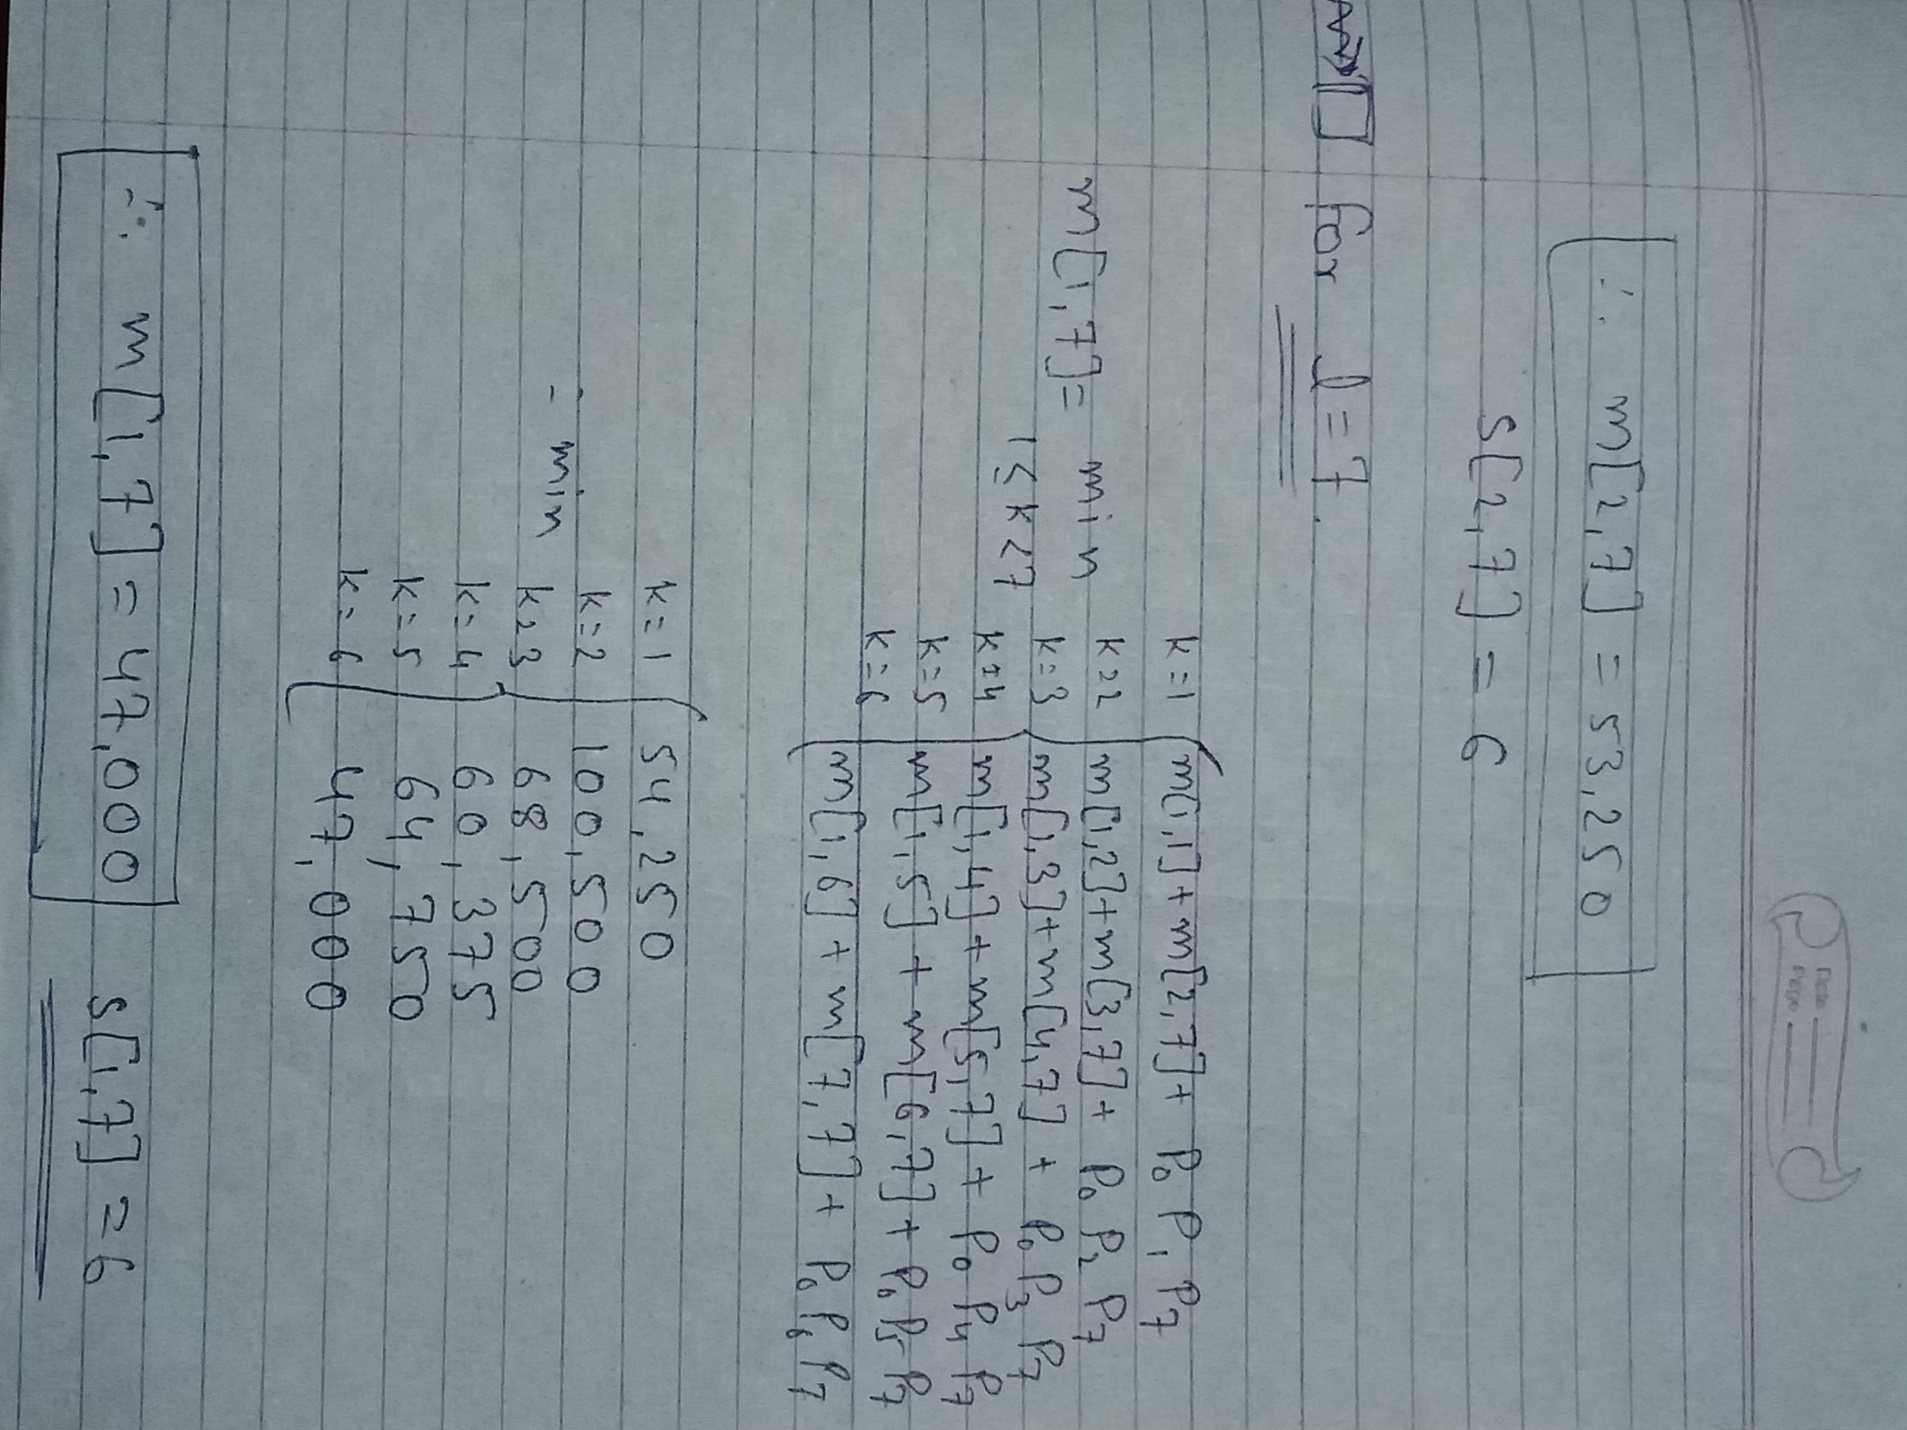 Date
Page
∴ m[2,7] = 53,250
s[2,7] = 6
for l=7.
m[1,7]= min
1≤k<7
k=1 m[1,1]+m[2,7]+ P₀ P₁ P₇
k=2 m[1,2]+m[3,7]+ P₀ P₂ P₇
k=3 m[1,3]+m[4,7] + P₀ P₃ P₇
k=4 m[1,4]+m[5,7]+ P₀ P₄ P₇
k=5 m[1,5]+m[6,7]+ P₀ P₅ P₇
k=6 m[1,6]+m[7,7]+ P₀ P₆ P₇
= min
k=1 54,250
k=2 100,500
k=3 68,500
k=4 60,375
k=5 64,750
k=6 47,000
∴ m[1,7] = 47,000 s[1,7] = 6